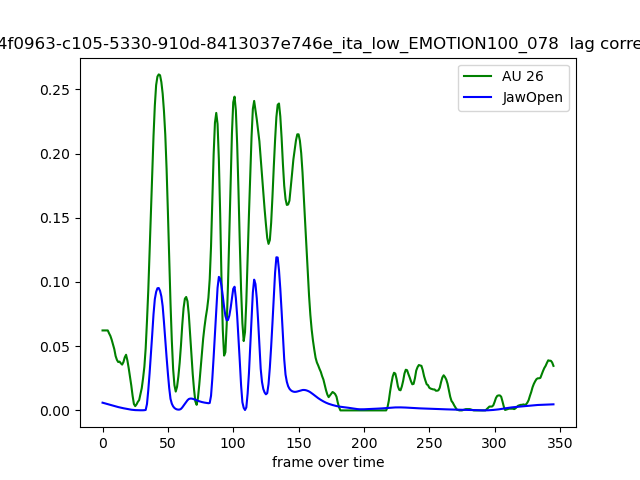 4f0963-c105-5330-910d-8413037e746e_ita_low_EMOTION100_078 lag corre
AU 26
JawOpen
0.25
0.20
0.15
0.10
0.05
0.00
0 50 100 150 200 250 300 350
frame over time